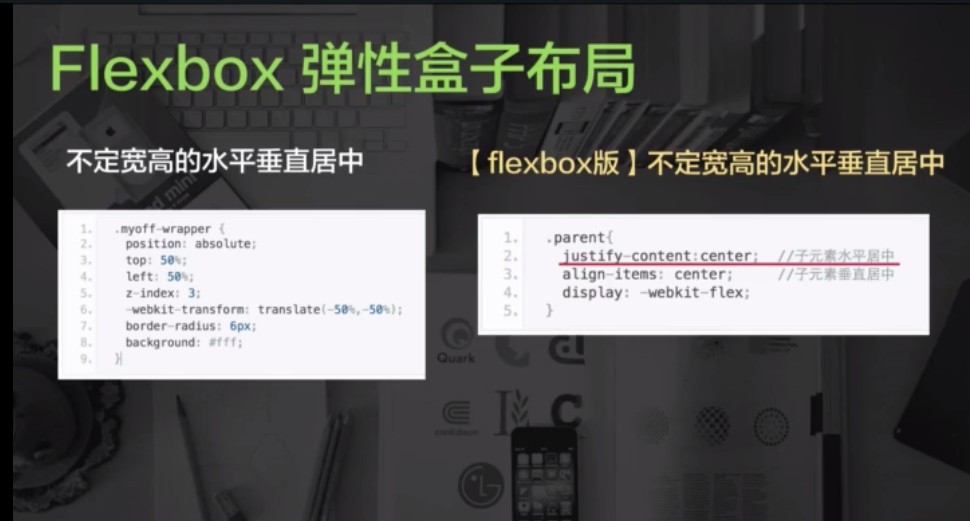 Flexbox 弹性盒子布局
不定宽高的水平垂直居中
【 flexbox版 】不定宽高的水平垂直居中
1. .myoff-wrapper {
2. position: absolute;
3. top: 50%;
4. left: 50%;
5. z-index: 3;
6. -webkit-transform: translate(-50%,-50%);
7. border-radius: 6px;
8. background: #fff;
9. }
1. .parent{
2. justify-content:center; //子元素水平居中
3. align-items: center; //子元素垂直居中
4. display: -webkit-flex;
5. }
Quark
LG